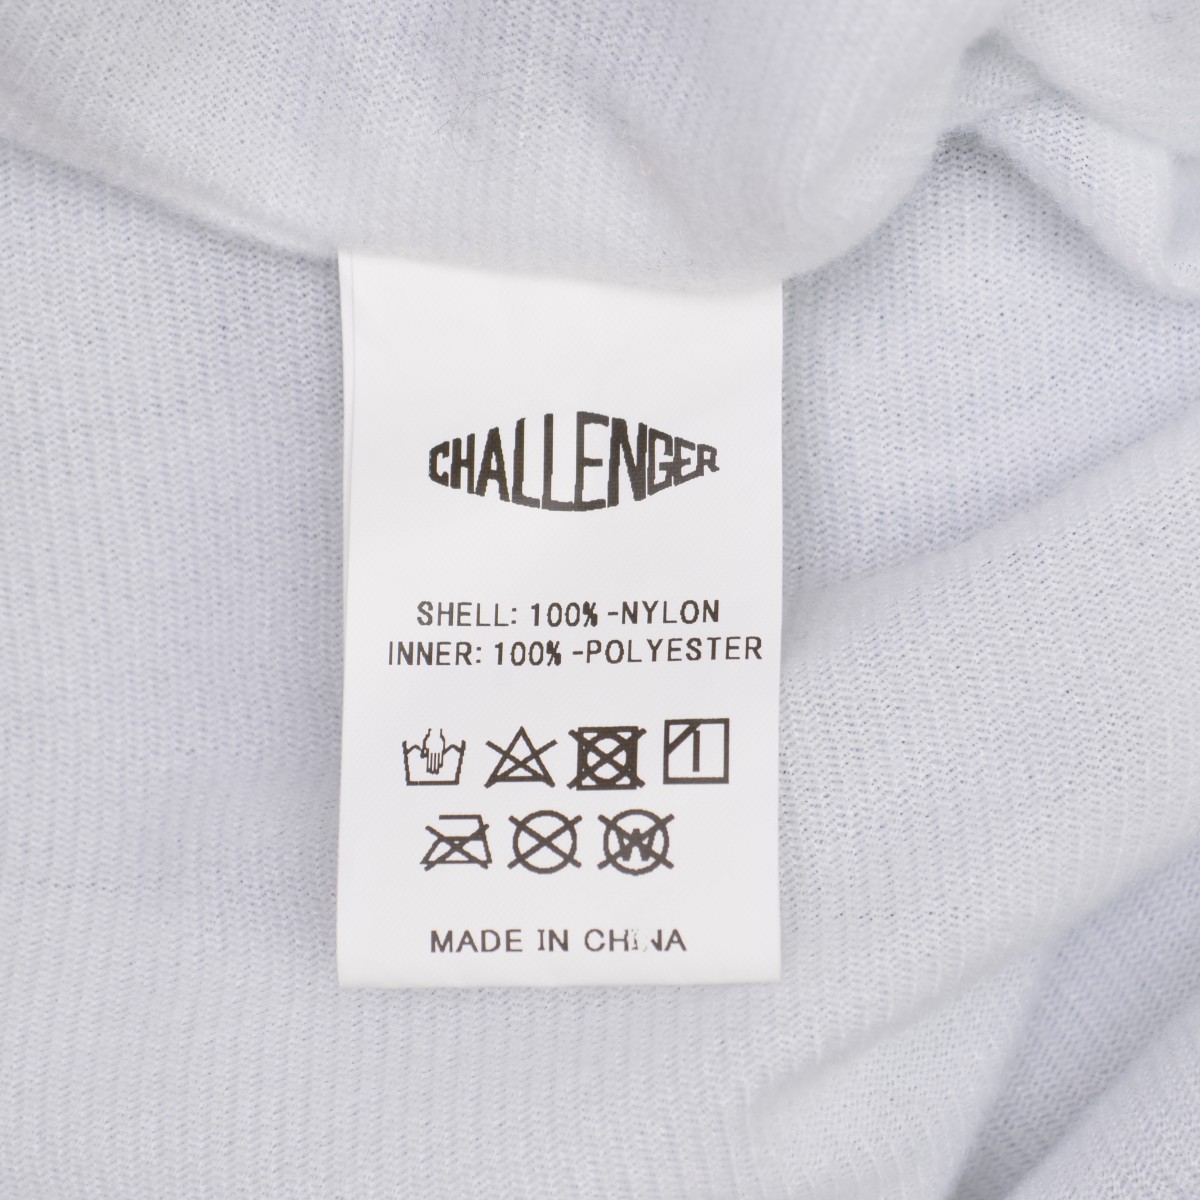 CHALLENGER
SHELL: 100% -NYLON
INNER: 100% -POLYESTER
W
MADE IN CHINA